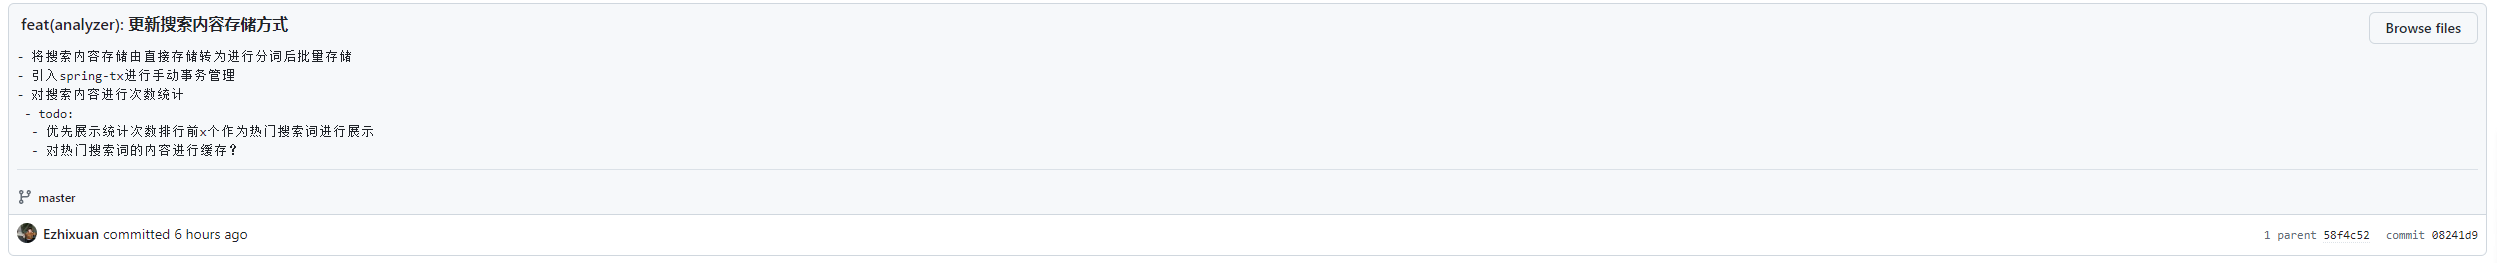 feat(analyzer): 更新搜索内容存储方式
Browse files
- 将搜索内容存储由直接存储转为进行分词后批量存储
- 引入spring-tx进行手动事务管理
- 对搜索内容进行次数统计
- todo:
- 优先展示统计次数排行前x个作为热门搜索词进行展示
- 对热门搜索词的内容进行缓存?
master
Ezhixuan committed 6 hours ago
1 parent 58f4c52 commit 08241d9